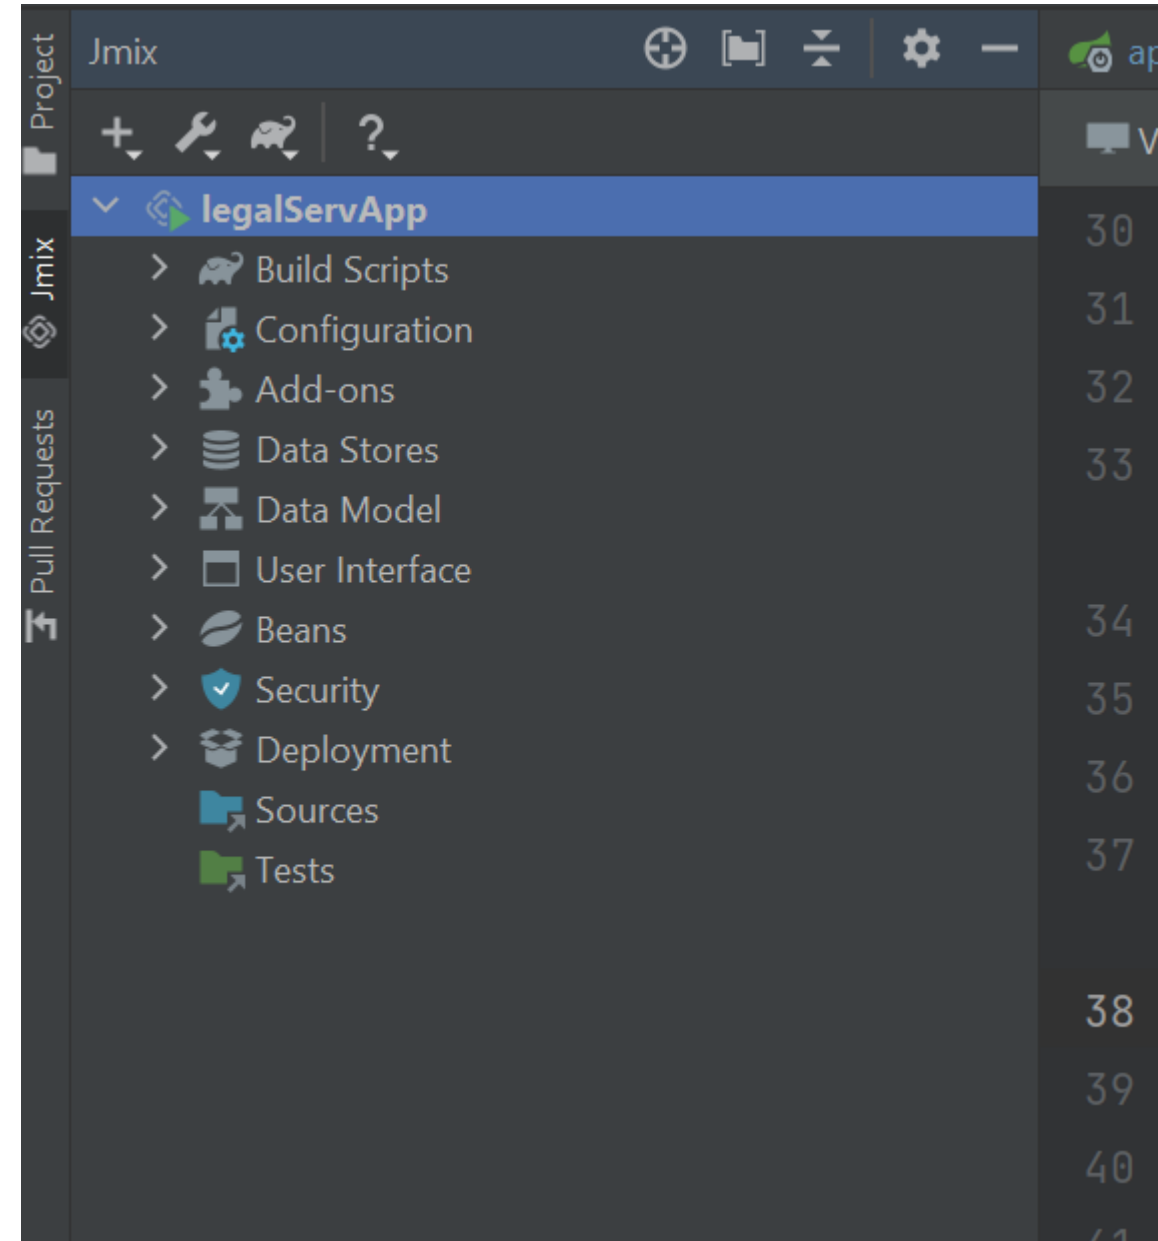 Project
Jmix
Pull Requests
Jmix
?
legalServApp
Build Scripts
Configuration
Add-ons
Data Stores
Data Model
User Interface
Beans
Security
Deployment
Sources
Tests
ap
V
30
31
32
33
34
35
36
37
38
39
40